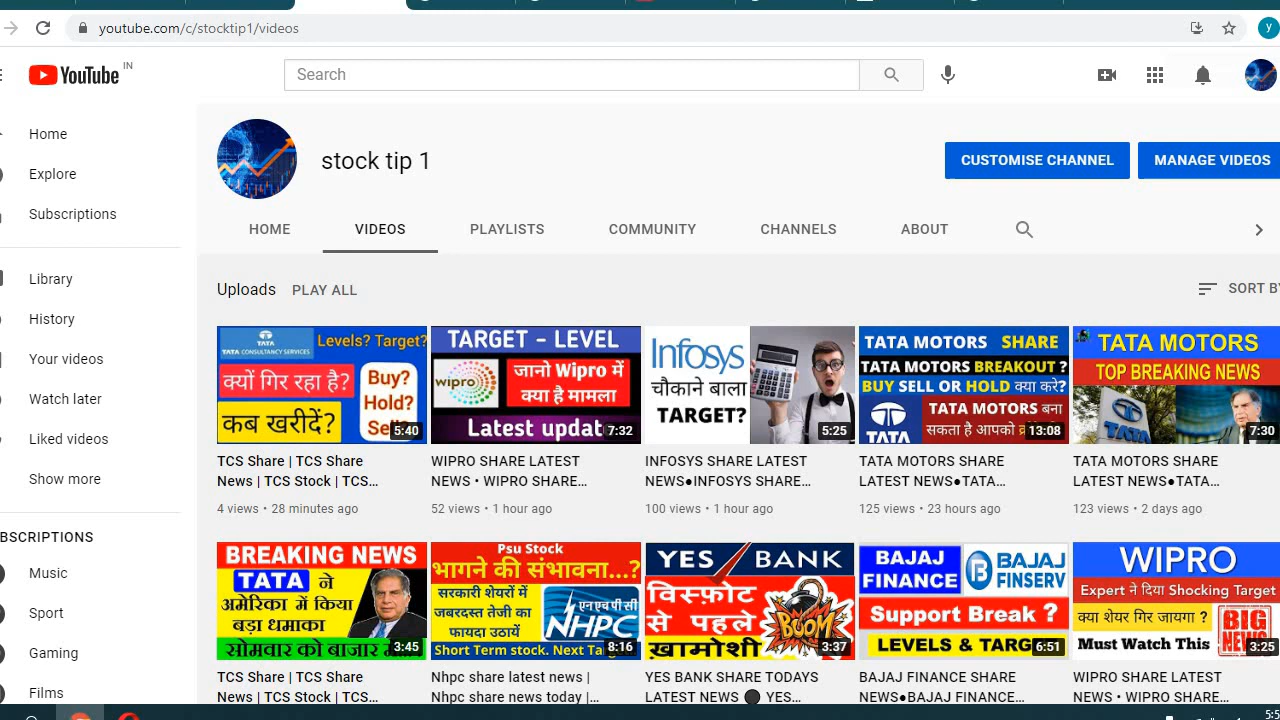 youtube.com/c/stocktip1/videos
y
YouTube IN
Search
Home
Explore
Subscriptions
Library
History
Your videos
Watch later
Liked videos
Show more
BSCRIPTIONS
Music
Sport
Gaming
Films
stock tip 1
CUSTOMISE CHANNEL
MANAGE VIDEOS
HOME VIDEOS PLAYLISTS COMMUNITY CHANNELS ABOUT
Uploads PLAY ALL
SORT BY
TATA
TATA CONSULTANCY SERVICES
Levels? Target?
क्यों गिर रहा है?
कब खरीदें?
Buy?
Hold?
5:40
TCS Share | TCS Share
News | TCS Stock | TCS...
4 views • 28 minutes ago
TARGET - LEVEL
wipro
जानो Wipro में
क्या है मामला
Latest updat
7:32
WIPRO SHARE LATEST
NEWS • WIPRO SHARE...
52 views • 1 hour ago
Infosys
चौकाने बाला
TARGET?
5:25
INFOSYS SHARE LATEST
NEWS●INFOSYS SHARE...
100 views • 1 hour ago
TATA MOTORS SHARE
TATA MOTORS BREAKOUT ?
BUY SELL OR HOLD क्या करे?
TATA
TATA MOTORS बना
सकता है आपको
13:08
TATA MOTORS SHARE
LATEST NEWS●TATA...
125 views • 23 hours ago
TATA MOTORS
TOP BREAKING NEWS
TATA
7:30
TATA MOTORS SHARE
LATEST NEWS●TATA...
123 views • 2 days ago
BREAKING NEWS
TATA ने
अमेरिका में किया
बड़ा धमाका
सोमवार को बाजार
3:45
TCS Share | TCS Share
News | TCS Stock | TCS...
Psu Stock
भागने की संभावना...?
सरकारी शेयरों में
जबरदस्त तेजी का
फायदा उठायें
एन एच पी सी
NHPC
Short Term stock. Next Ta
8:16
Nhpc share latest news |
Nhpc share news today |...
YES BANK
विस्फ़ोट
से पहले
ख़ामोशी
BOOM
3:37
YES BANK SHARE TODAYS
LATEST NEWS ⚫ YES...
BAJAJ
FINANCE
BAJAJ
FINSERV
Support Break ?
LEVELS & TARG
6:51
BAJAJ FINANCE SHARE
NEWS●BAJAJ FINANCE...
WIPRO
Expert ने दिया Shocking Target
क्या शेयर गिर जायगा ?
Must Watch This
BIG
NEWS
3:25
WIPRO SHARE LATEST
NEWS • WIPRO SHARE...